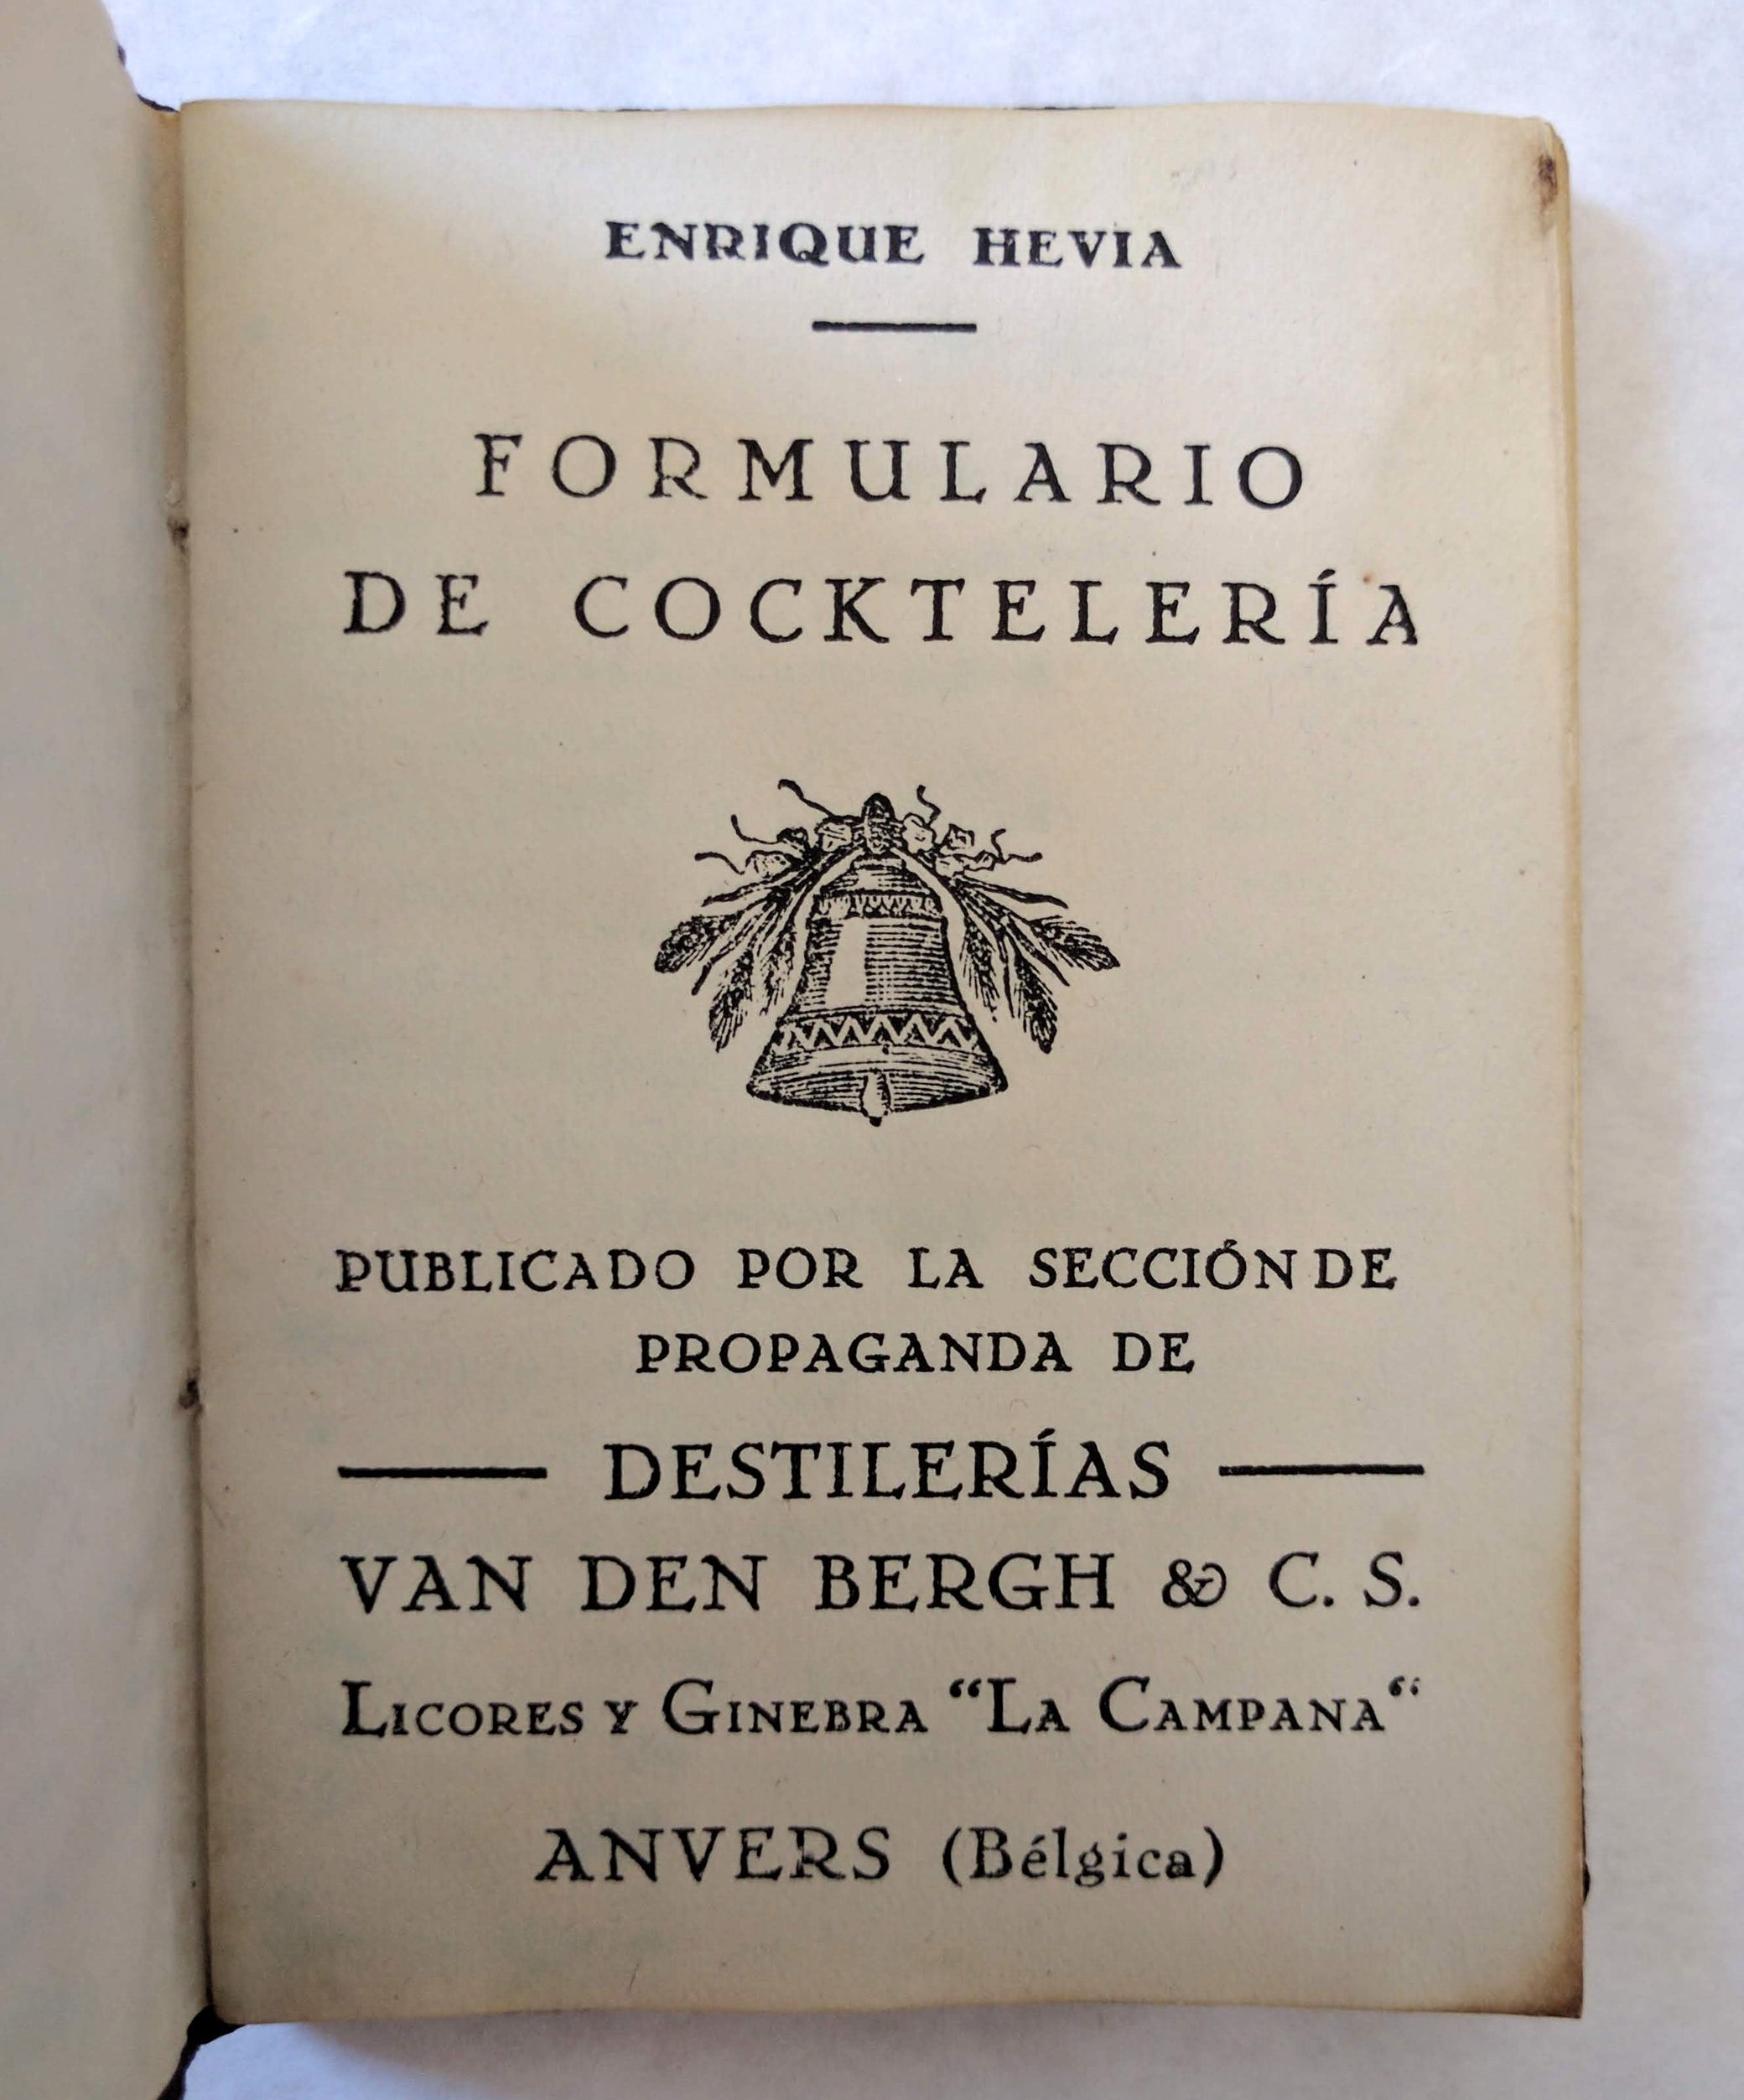 ENRIQUE HEVIA
FORMULARIO
DE COCKTELERÍA
PUBLICADO POR LA SECCIÓN DE
PROPAGANDA DE
DESTILERÍAS
VAN DEN BERGH & C. S.
LICORES Y GINEBRA “LA CAMPANA“
ANVERS (Bélgica)